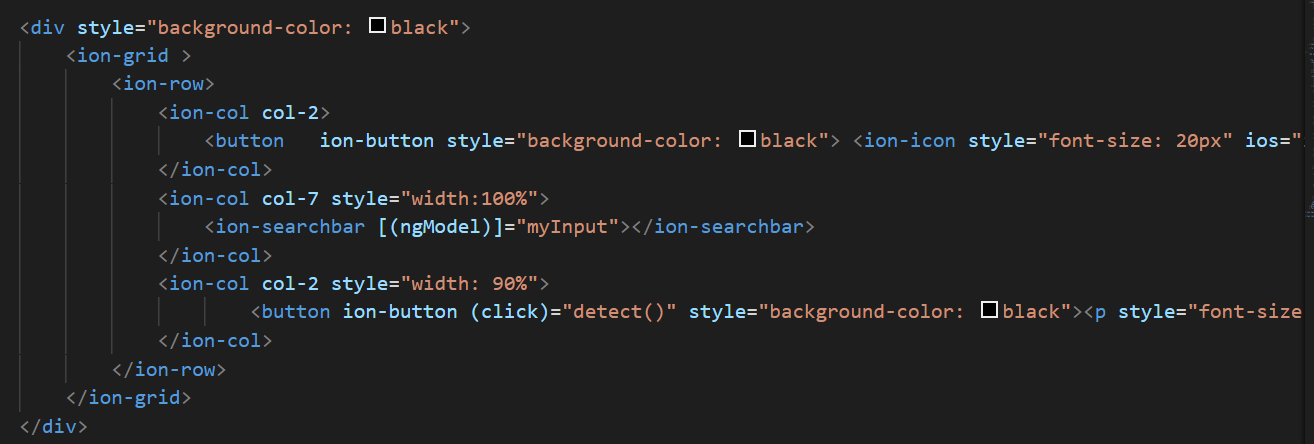 <div style="background-color: black">
<ion-grid >
<ion-row>
<ion-col col-2>
<button   ion-button style="background-color: black"> <ion-icon style="font-size: 20px" ios="
</ion-col>
<ion-col col-7 style="width:100%">
<ion-searchbar [(ngModel)]="myInput"></ion-searchbar>
</ion-col>
<ion-col col-2 style="width: 90%">
<button ion-button (click)="detect()" style="background-color: black"><p style="font-size
</ion-col>
</ion-row>
</ion-grid>
</div>